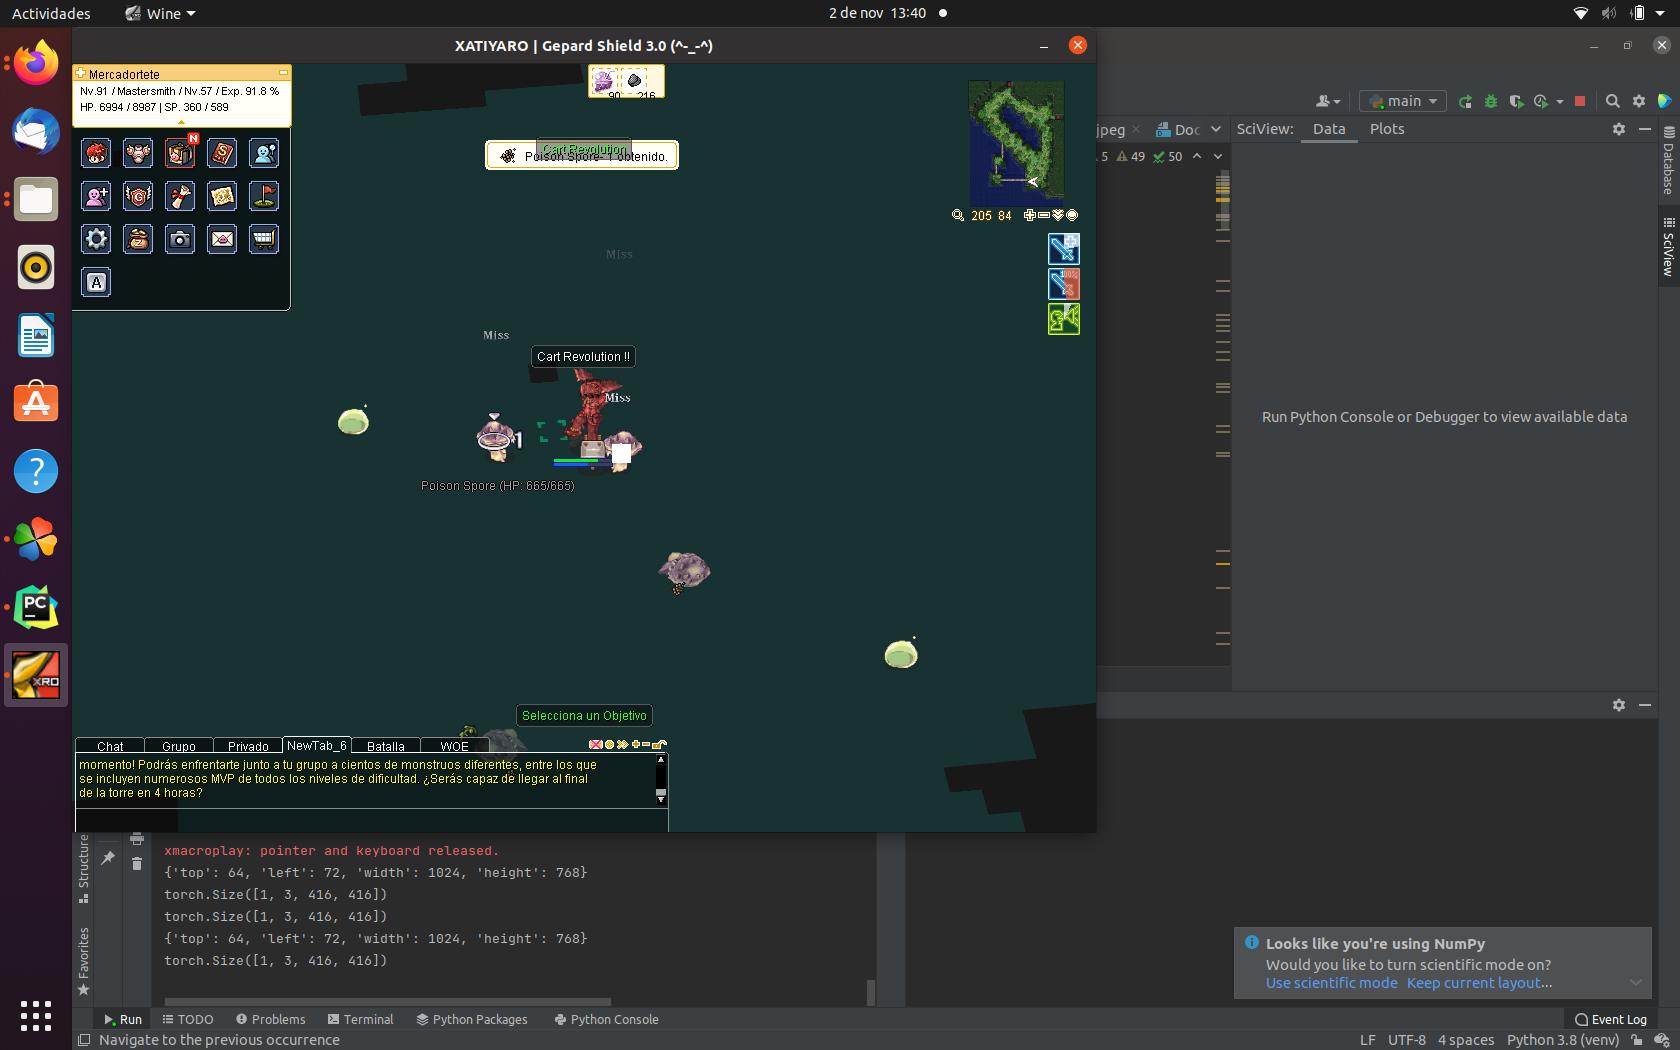 Actividades
Wine
2 de nov 13:40
XATIYARO | Gepard Shield 3.0 (^-_-^)
Mercadortete
Nv.91 / Mastersmith / Nv.57 / Exp. 91.8 %
HP. 6994 / 8987 | SP. 360 / 589
N
A
90 216
Cart Revolution
Poison Spore- 1 obtenido.
205 84
100%
Miss
Miss
Cart Revolution !!
Miss
1
Poison Spore (HP: 665/665)
Selecciona un Objetivo
Chat Grupo Privado NewTab_6 Batalla WOE
momento! Podrás enfrentarte junto a tu grupo a cientos de monstruos diferentes, entre los que
se incluyen numerosos MVP de todos los niveles de dificultad. ¿Serás capaz de llegar al final
de la torre en 4 horas?
PC
XRO
main
jpeg
Doc
SciView: Data Plots
5 49 50
Database
SciView
Run Python Console or Debugger to view available data
Structure
Favorites
xmacroplay: pointer and keyboard released.
{'top': 64, 'left': 72, 'width': 1024, 'height': 768}
torch.Size([1, 3, 416, 416])
torch.Size([1, 3, 416, 416])
{'top': 64, 'left': 72, 'width': 1024, 'height': 768}
torch.Size([1, 3, 416, 416])
Looks like you're using NumPy
Would you like to turn scientific mode on?
Use scientific mode Keep current layout...
Run TODO Problems Terminal Python Packages Python Console
Event Log
Navigate to the previous occurrence
LF UTF-8 4 spaces Python 3.8 (venv)